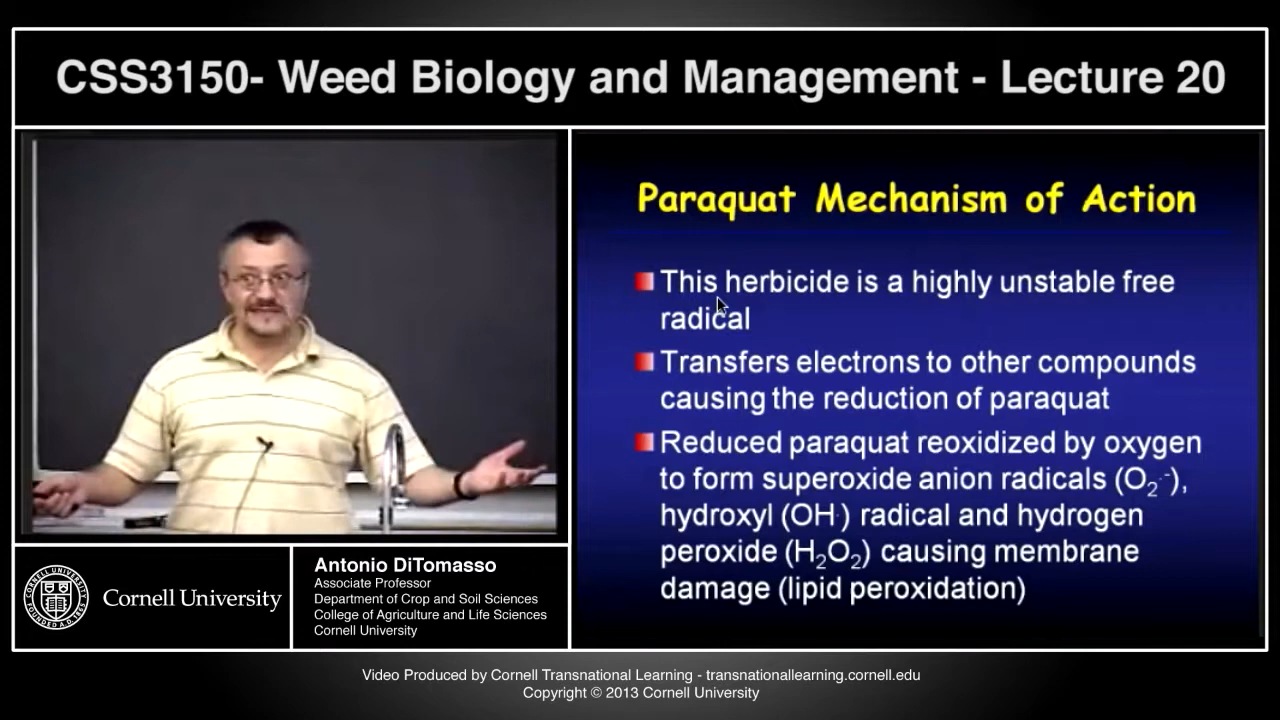 CSS3150- Weed Biology and Management - Lecture 20
Paraquat Mechanism of Action
This herbicide is a highly unstable free
radical
Transfers electrons to other compounds
causing the reduction of paraquat
Reduced paraquat reoxidized by oxygen
to form superoxide anion radicals (O₂·⁻),
hydroxyl (OH·) radical and hydrogen
peroxide (H₂O₂) causing membrane
damage (lipid peroxidation)
Cornell University
Antonio DiTomasso
Associate Professor
Department of Crop and Soil Sciences
College of Agriculture and Life Sciences
Cornell University
Video Produced by Cornell Transnational Learning - transnationallearning.cornell.edu
Copyright © 2013 Cornell University